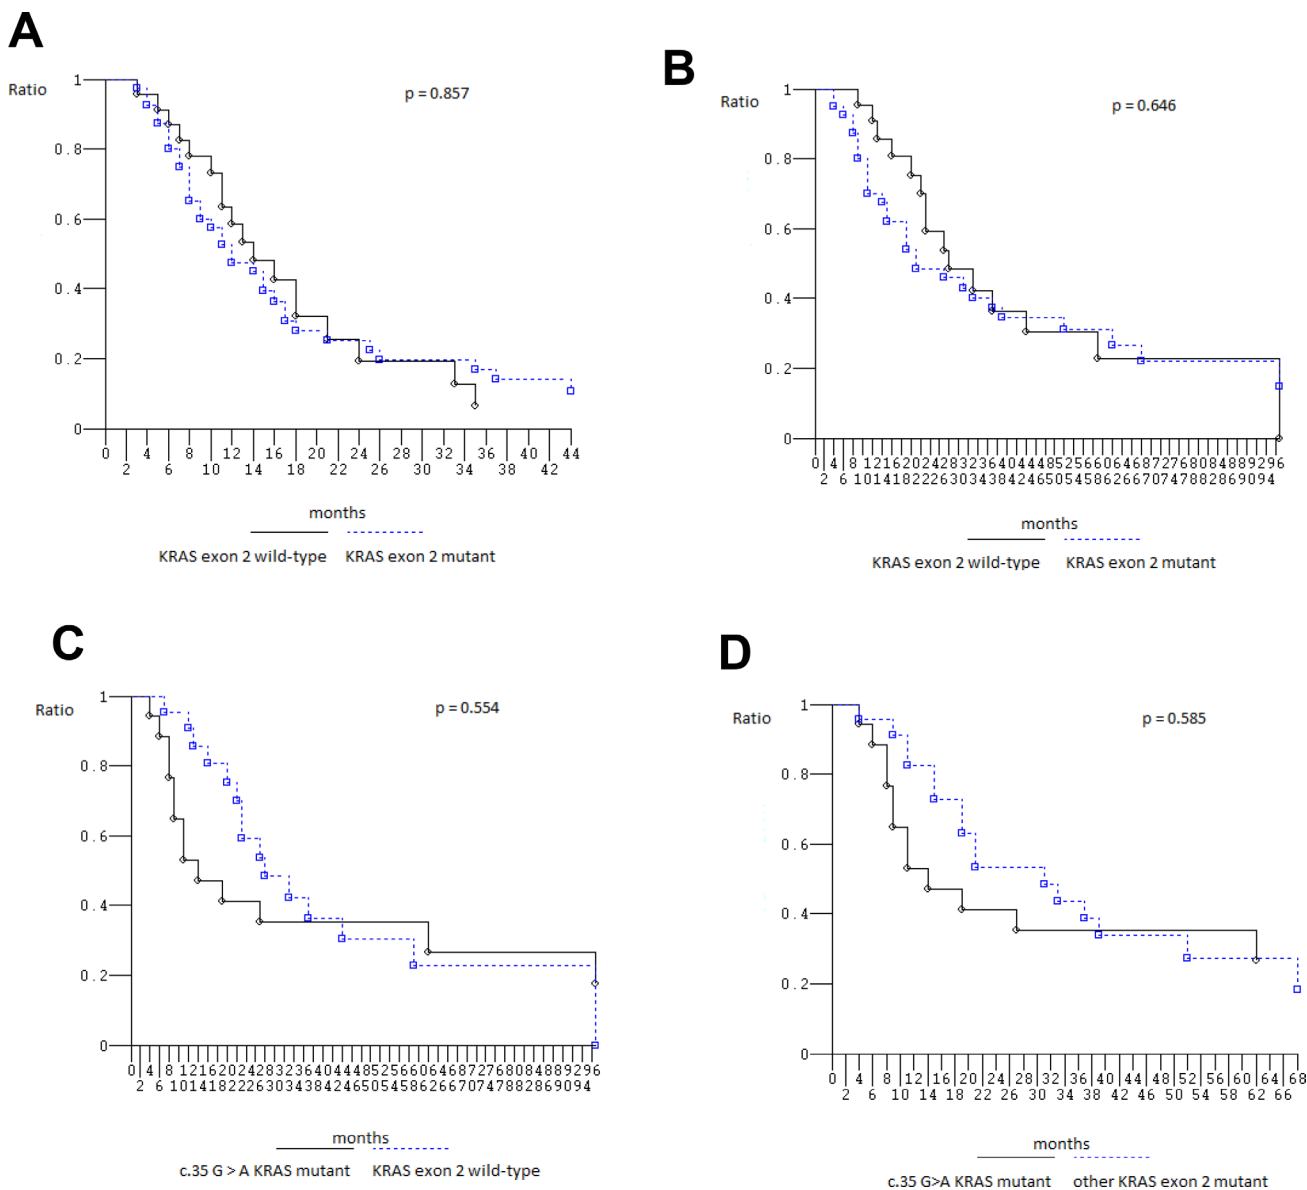 A
Ratio
p = 0.857
1
0.8
0.6
0.4
0.2
0
0 4 8 12 16 20 24 28 32 36 40 44
2 6 10 14 18 22 26 30 34 38 42
months
KRAS exon 2 wild-type KRAS exon 2 mutant
B
Ratio
p = 0.646
1
0.8
0.6
0.4
0.2
0
months
KRAS exon 2 wild-type KRAS exon 2 mutant
C
Ratio
p = 0.554
1
0.8
0.6
0.4
0.2
0
months
c.35 G > A KRAS mutant KRAS exon 2 wild-type
D
Ratio
p = 0.585
1
0.8
0.6
0.4
0.2
0
0 4 8 12 16 20 24 28 32 36 40 44 48 52 56 60 64 68
2 6 10 14 18 22 26 30 34 38 42 46 50 54 58 62 66
months
c.35 G>A KRAS mutant other KRAS exon 2 mutant